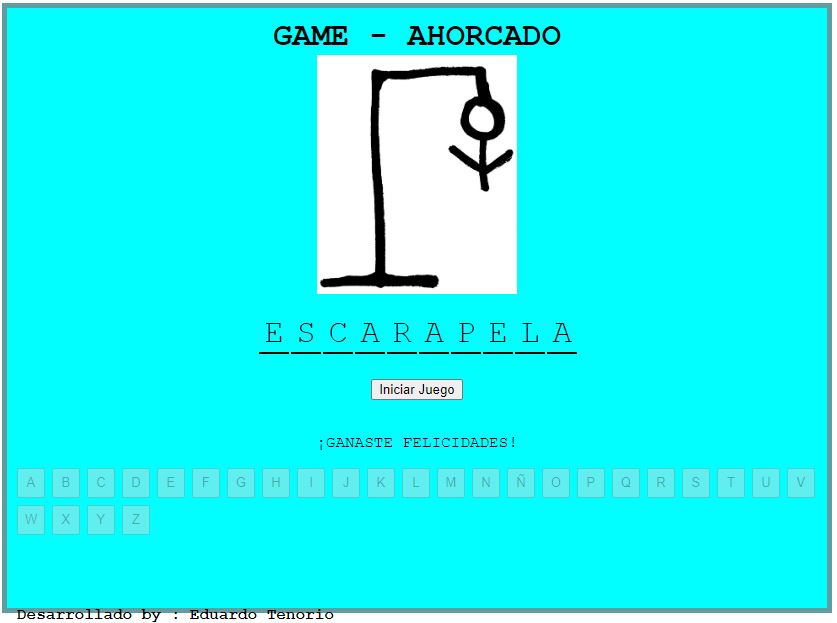 GAME - AHORCADO
E S C A R A P E L A
Iniciar Juego
¡GANASTE FELICIDADES!
A B C D E F G H I J K L M N Ñ O P Q R S T U V
W X Y Z
Desarrollado by : Eduardo Tenorio